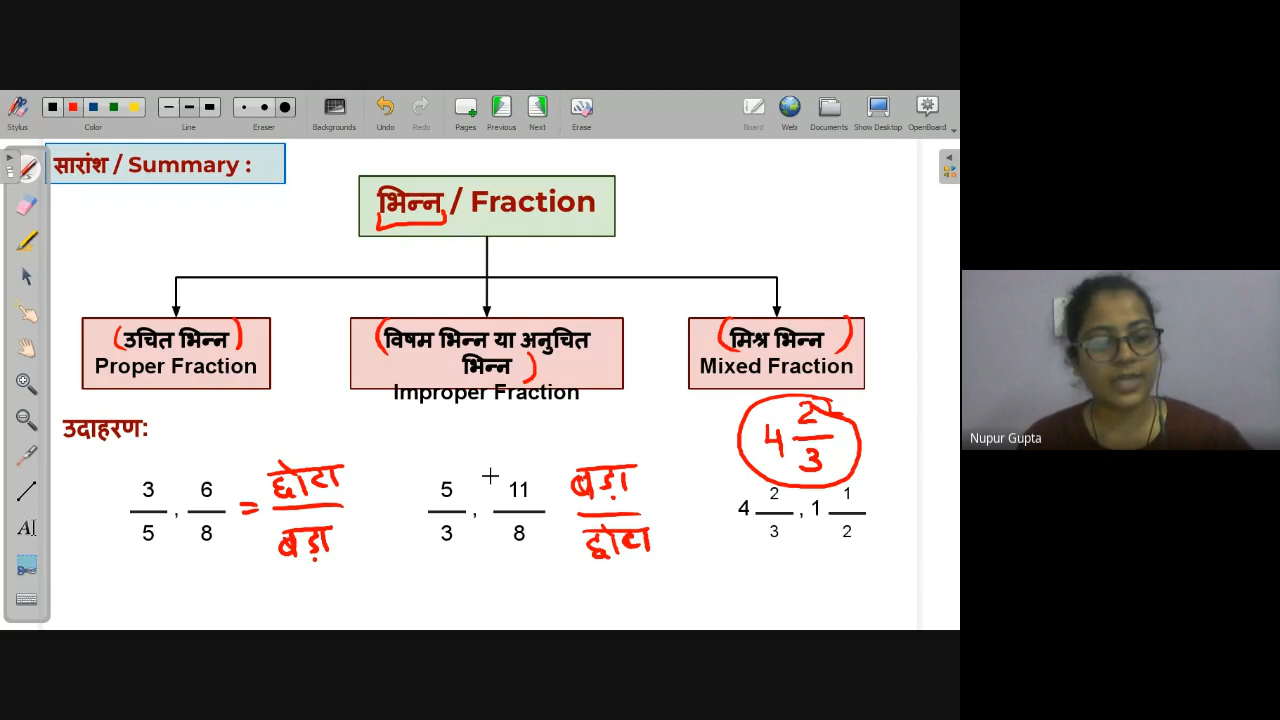 Stylus
Color
Line
Eraser
Backgrounds
Undo
Redo
Pages
Previous
Next
Erase
Board
Web
Documents
Show Desktop
OpenBoard
सारांश / Summary :
भिन्न / Fraction
(उचित भिन्न)
Proper Fraction
(विषम भिन्न या अनुचित
भिन्न)
Improper Fraction
(मिश्र भिन्न)
Mixed Fraction
उदाहरण:
4 2/3
3/5 , 6/8 = छोटा/बड़ा
5/3 , 11/8 बड़ा/छोटा
4 2/3 , 1 1/2
Nupur Gupta